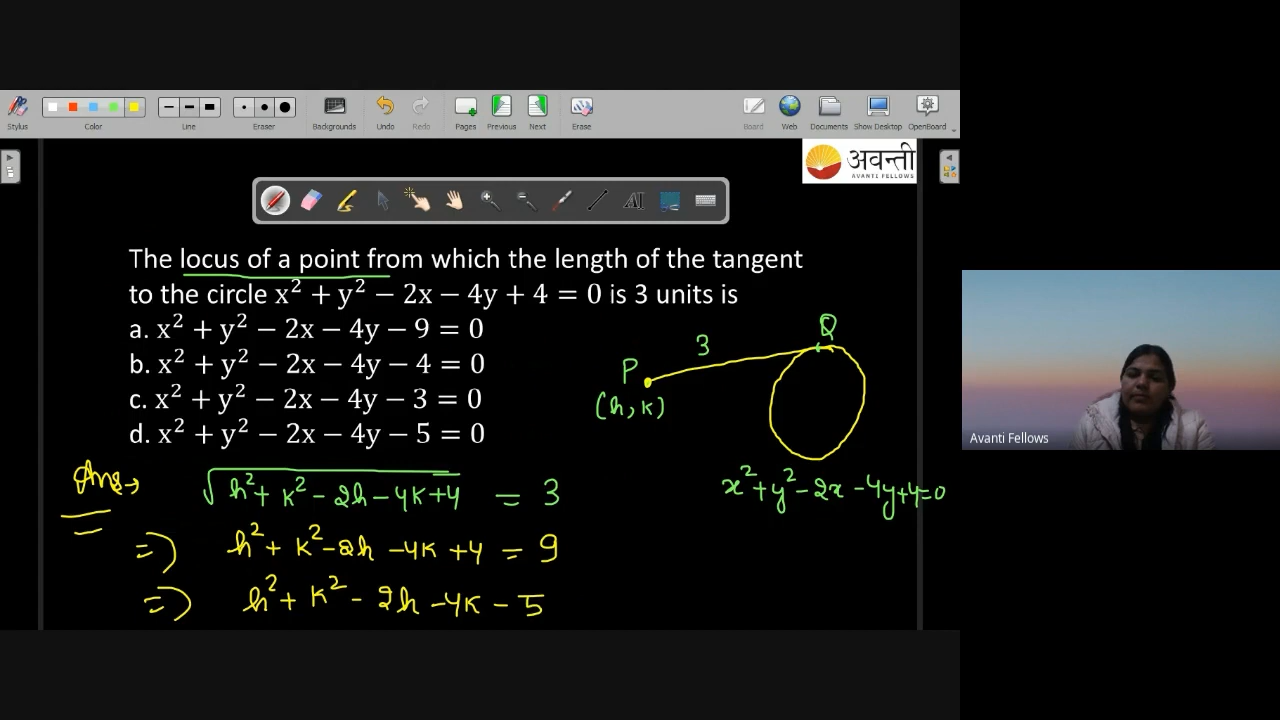 Stylus
Color
Line
Eraser
Backgrounds
Undo
Redo
Pages
Previous
Next
Erase
Board
Web
Documents
Show Desktop
OpenBoard
अवन्ती
AVANTI FELLOWS
AI
The locus of a point from which the length of the tangent
to the circle x² + y² − 2x − 4y + 4 = 0 is 3 units is
a. x² + y² − 2x − 4y − 9 = 0
b. x² + y² − 2x − 4y − 4 = 0
c. x² + y² − 2x − 4y − 3 = 0
d. x² + y² − 2x − 4y − 5 = 0
Q
3
P
(h, k)
x² + y² − 2x − 4y + 4 = 0
Ans→
√h² + k² − 2h − 4k + 4 = 3
=> h² + k² − 2h − 4k + 4 = 9
=> h² + k² − 2h − 4k − 5
Avanti Fellows